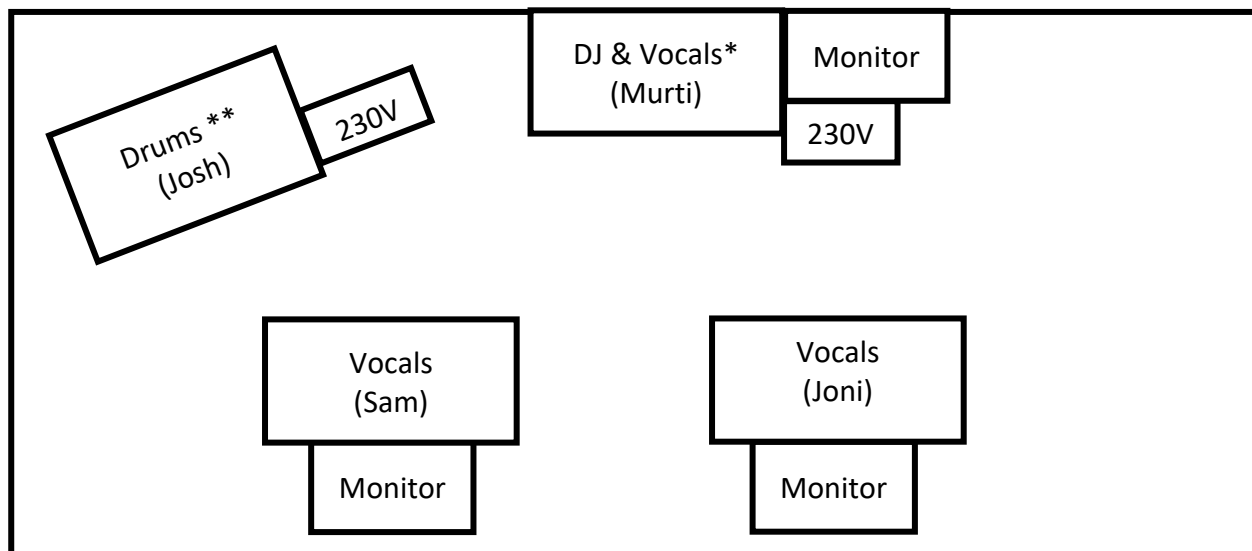 DJ & Vocals*
(Murti)
Monitor
230V
Drums **
(Josh)
230V
Vocals
(Sam)
Monitor
Vocals
(Joni)
Monitor